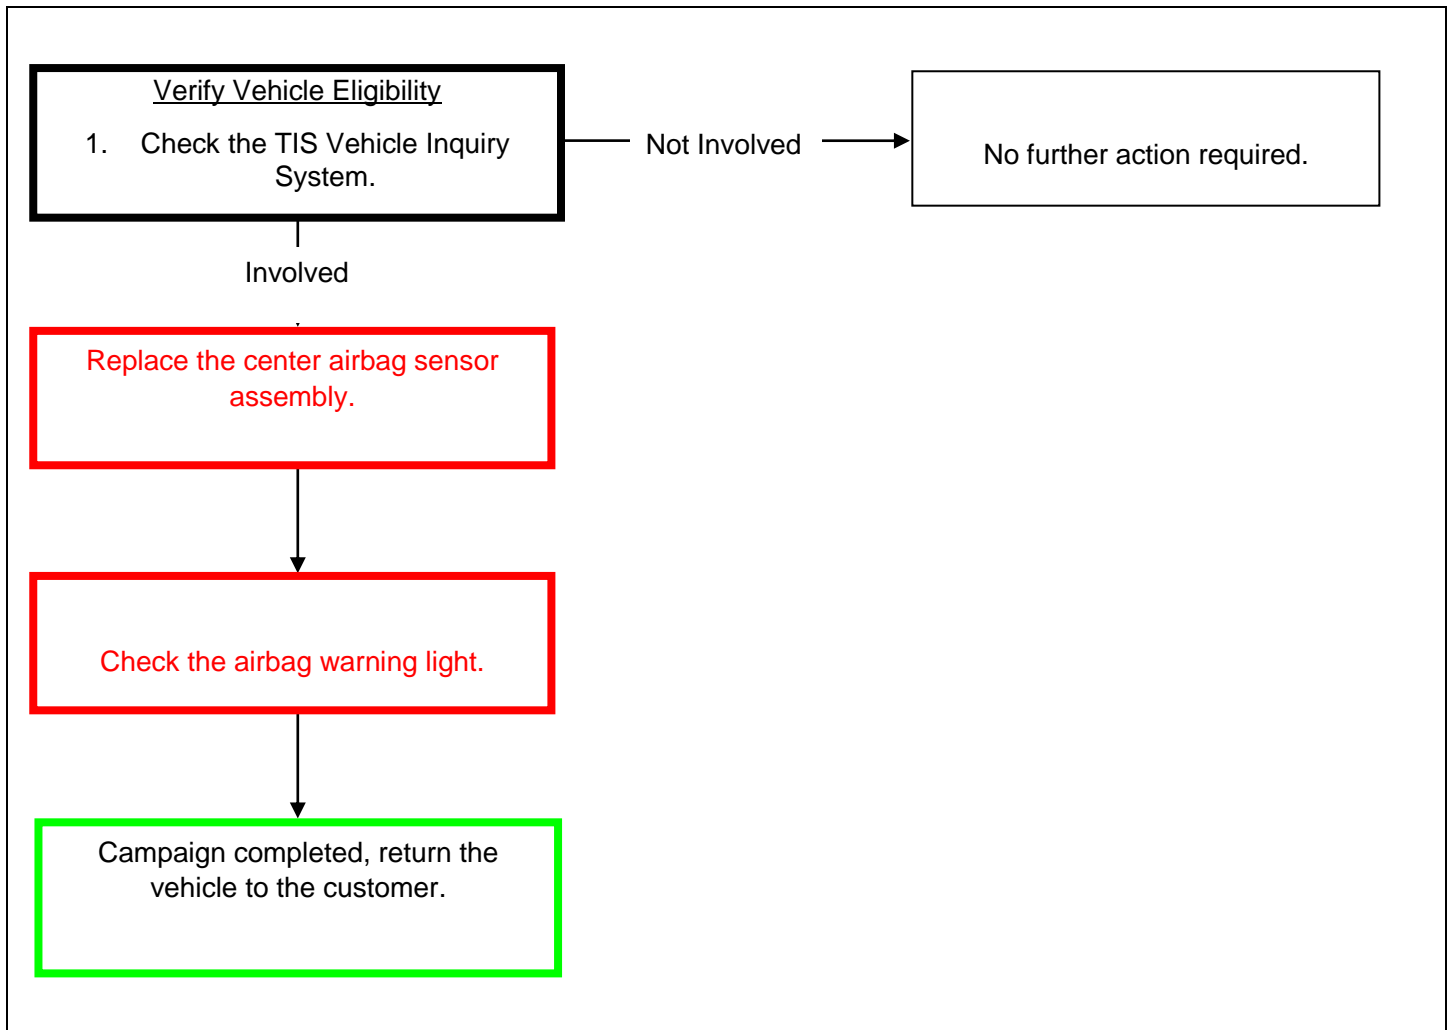 Verify Vehicle Eligibility
1. Check the TIS Vehicle Inquiry
System.
Not Involved
No further action required.
Involved
Replace the center airbag sensor
assembly.
Check the airbag warning light.
Campaign completed, return the
vehicle to the customer.